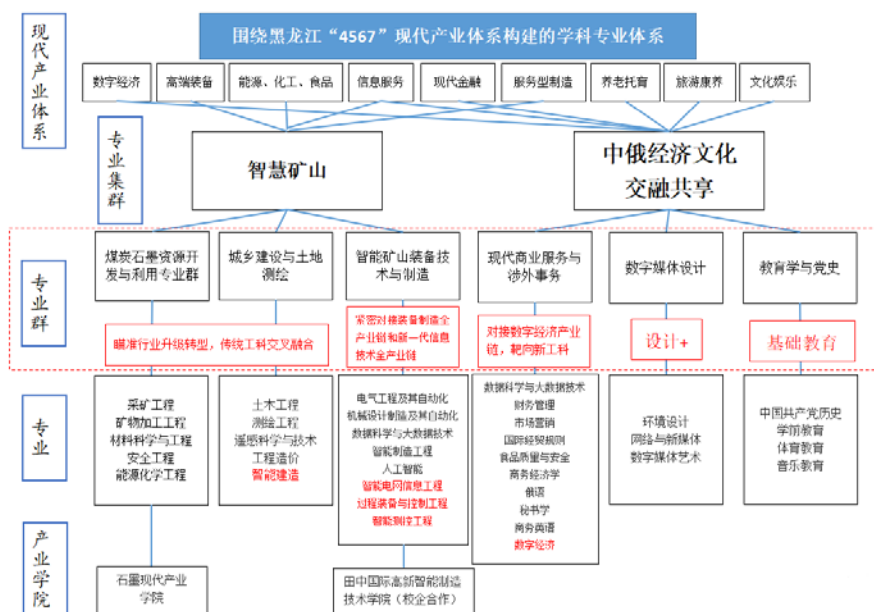 现代产业体系
围绕黑龙江“4567”现代产业体系构建的学科专业体系
数字经济
高端装备
能源、化工、食品
信息服务
现代金融
服务型制造
养老托育
旅游康养
文化娱乐
专业集群
智慧矿山
中俄经济文化
交融共享
专业群
煤炭石墨资源开
发与利用专业群
城乡建设与土地
测绘
智能矿山装备技
术与制造
现代商业服务与
涉外事务
数字媒体设计
教育学与党史
瞄准行业升级转型，传统工科交叉融合
紧密对接装备制造全
产业链和新一代信息
技术全产业链
对接数字经济产业
链，靶向新工科
设计+
基础教育
专业
采矿工程
矿物加工工程
材料科学与工程
安全工程
能源化学工程
土木工程
测绘工程
遥感科学与技术
工程造价
智能建造
电气工程及其自动化
机械设计制造及其自动化
数据科学与大数据技术
智能制造工程
人工智能
智能电网信息工程
过程装备与控制工程
智能测控工程
数据科学与大数据技术
财务管理
市场营销
国际经贸规则
食品质量与安全
商务经济学
俄语
秘书学
商务英语
数字经济
环境设计
网络与新媒体
数字媒体艺术
中国共产党历史
学前教育
体育教育
音乐教育
产业学院
石墨现代产业
学院
田中国际高新智能制造
技术学院（校企合作）